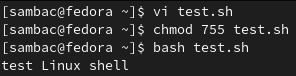 [sambac@fedora ~]$ vi test.sh
[sambac@fedora ~]$ chmod 755 test.sh
[sambac@fedora ~]$ bash test.sh
test Linux shell